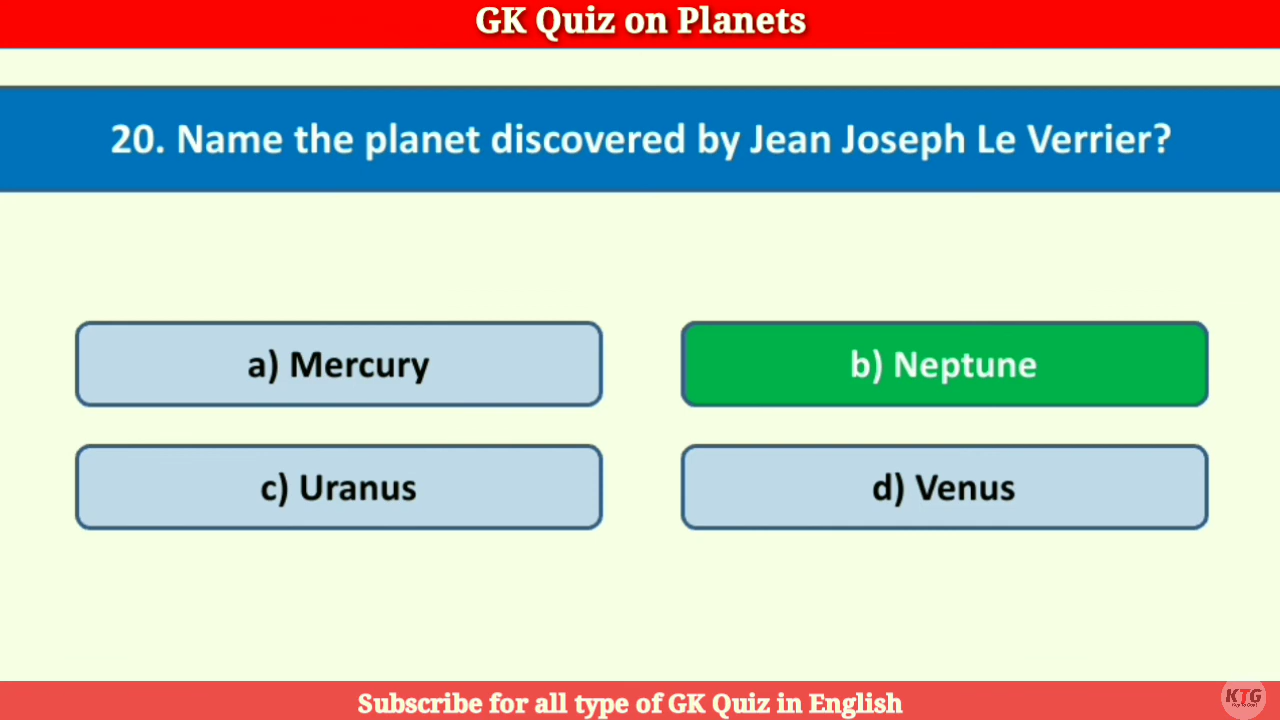 GK Quiz on Planets
20. Name the planet discovered by Jean Joseph Le Verrier?
a) Mercury
b) Neptune
c) Uranus
d) Venus
Subscribe for all type of GK Quiz in English
KTG